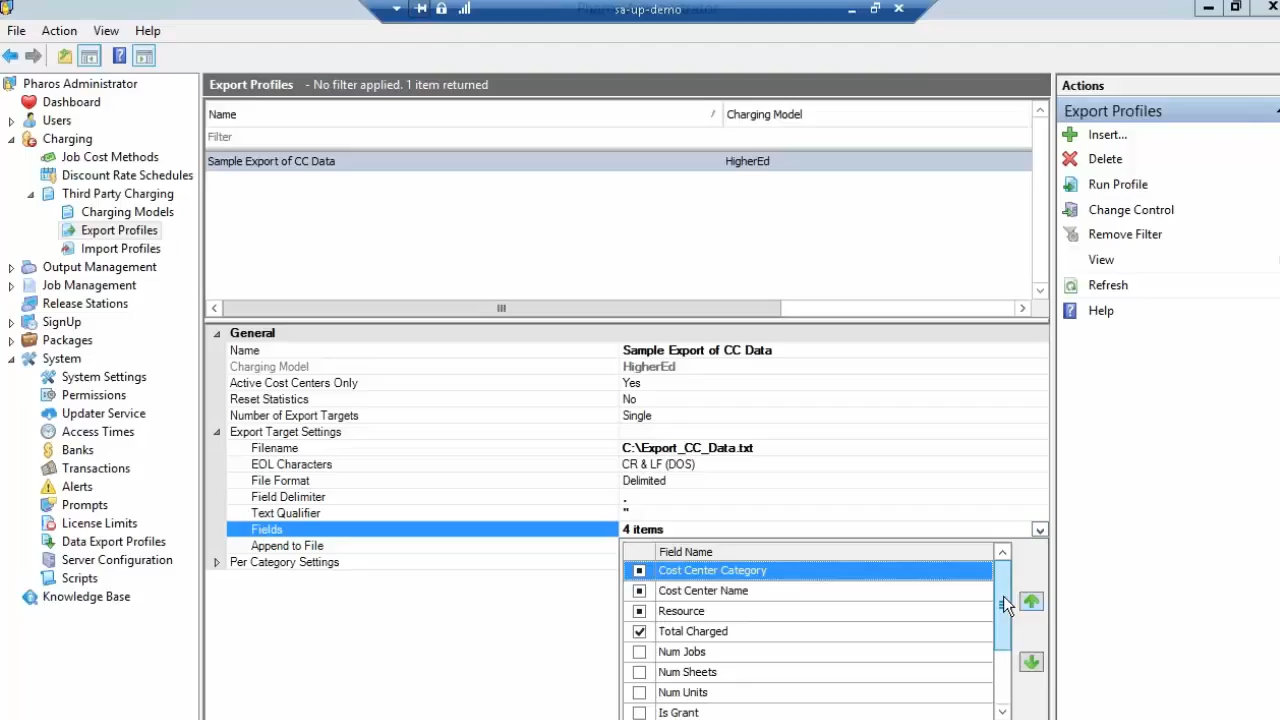 sa-up-demo
File Action View Help
Pharos Administrator
Dashboard
Users
Charging
Job Cost Methods
Discount Rate Schedules
Third Party Charging
Charging Models
Export Profiles
Import Profiles
Output Management
Job Management
Release Stations
SignUp
Packages
System
System Settings
Permissions
Updater Service
Access Times
Banks
Transactions
Alerts
Prompts
License Limits
Data Export Profiles
Server Configuration
Scripts
Knowledge Base
Export Profiles - No filter applied. 1 item returned
Name / Charging Model
Filter
Sample Export of CC Data HigherEd
General
Name Sample Export of CC Data
Charging Model HigherEd
Active Cost Centers Only Yes
Reset Statistics No
Number of Export Targets Single
Export Target Settings
Filename C:\Export_CC_Data.txt
EOL Characters CR & LF (DOS)
File Format Delimited
Field Delimiter ,
Text Qualifier "
Fields 4 items
Append to File
Per Category Settings
Field Name
Cost Center Category
Cost Center Name
Resource
Total Charged
Num Jobs
Num Sheets
Num Units
Is Grant
Actions
Export Profiles
Insert...
Delete
Run Profile
Change Control
Remove Filter
View
Refresh
Help